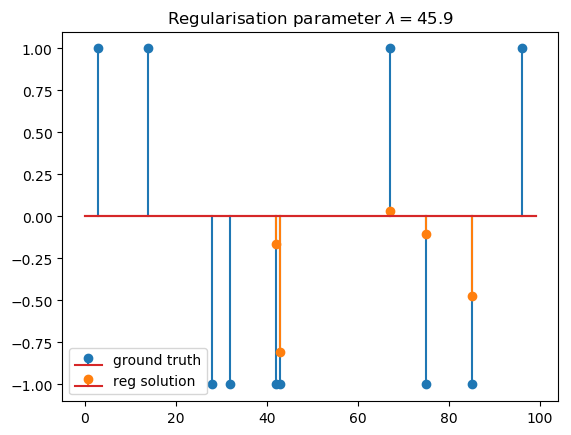 Regularisation parameter λ = 45.9
1.00
0.75
0.50
0.25
0.00
−0.25
−0.50
−0.75
−1.00
ground truth
reg solution
0 20 40 60 80 100